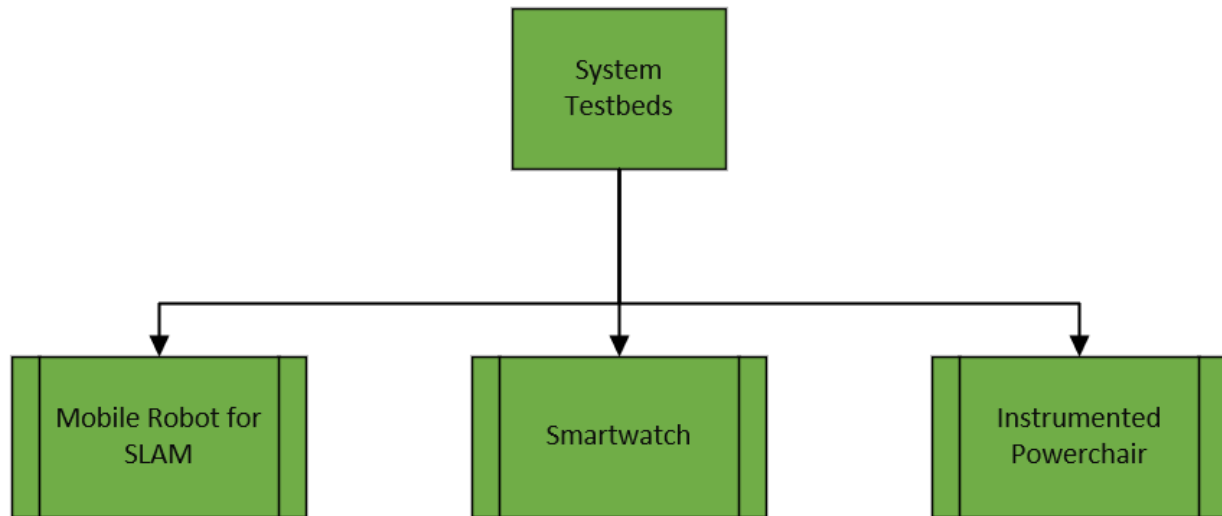 System
Testbeds
Mobile Robot for
SLAM
Smartwatch
Instrumented
Powerchair